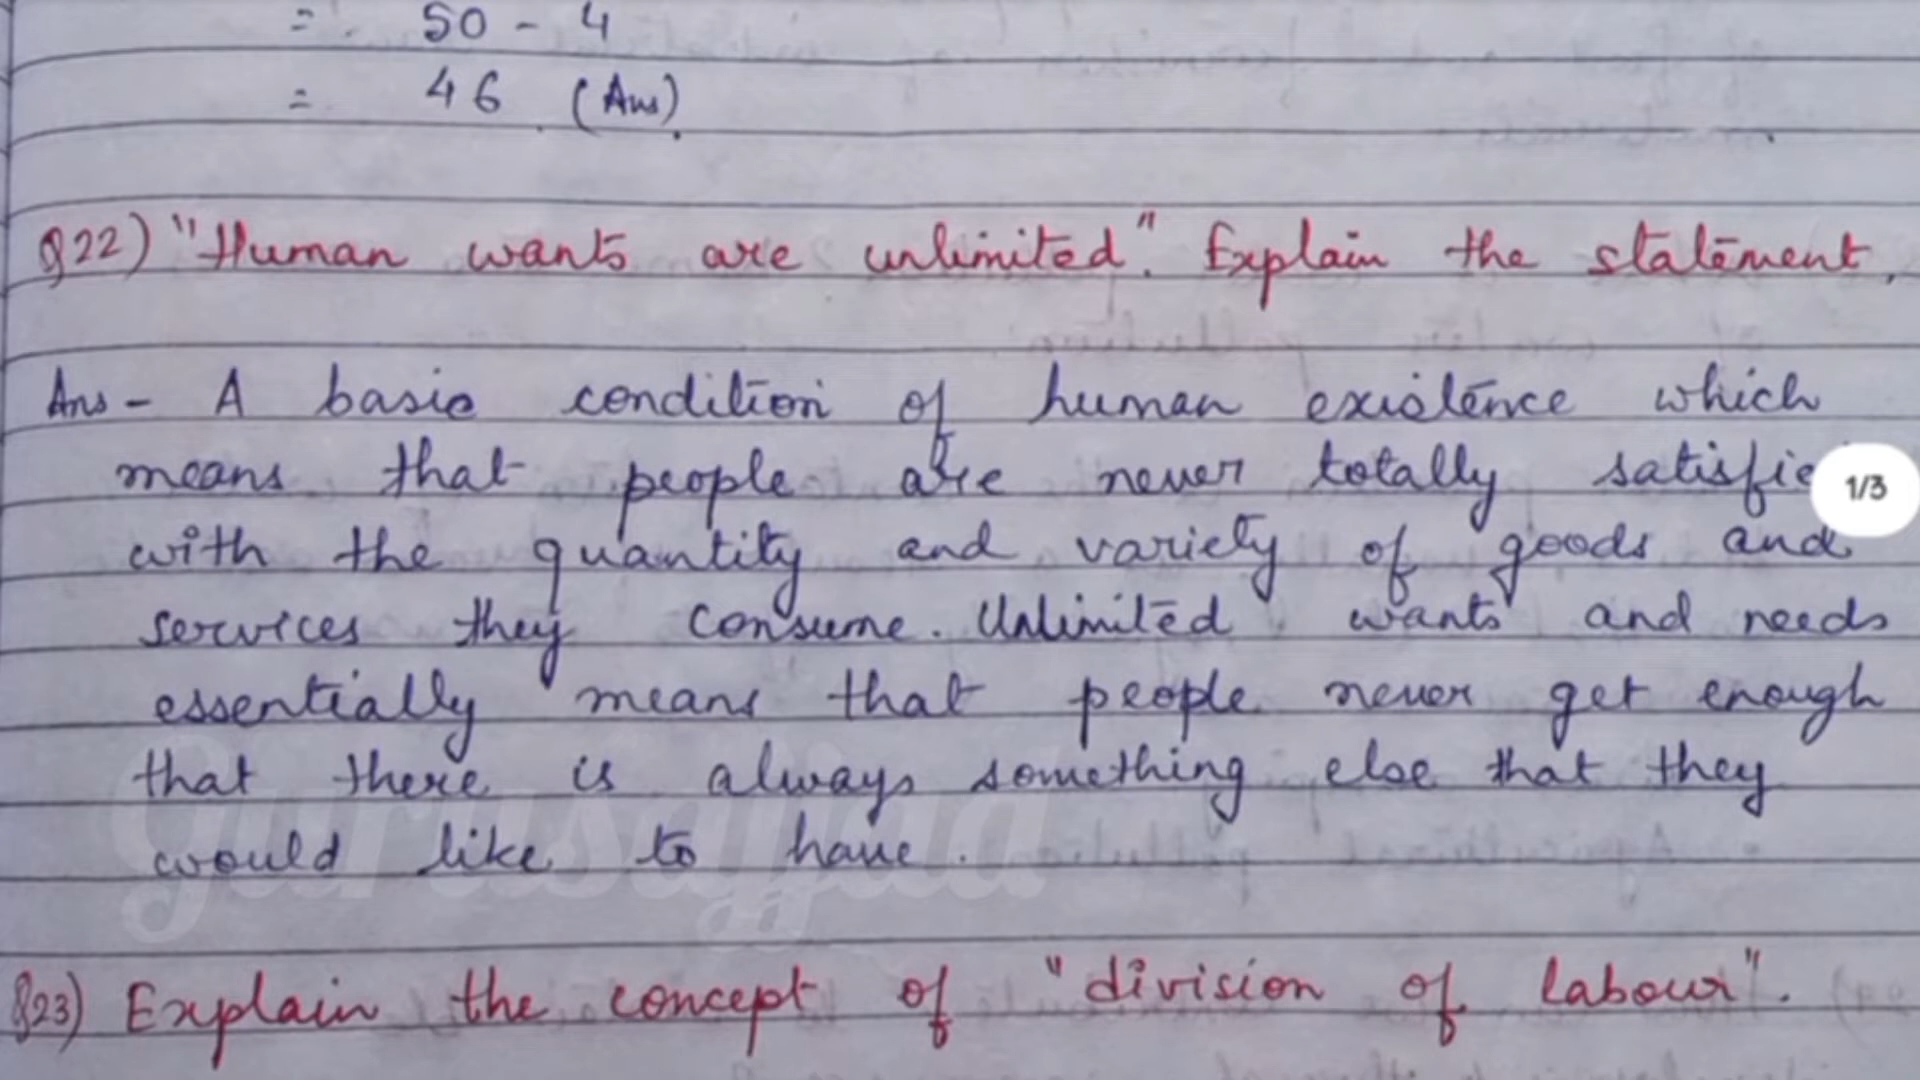 = 50 - 4
= 46 (Ans).
Q22) "Human wants are unlimited". Explain the statement.
Ans - A basic condition of human existence which
means that people are never totally satisfie
1/3
with the quantity and variety of goods and
services they consume. Unlimited wants and needs
essentially means that people never get enough
that there is always something else that they
would like to have.
gurusajjad
Q23) Explain the concept of "division of labour".